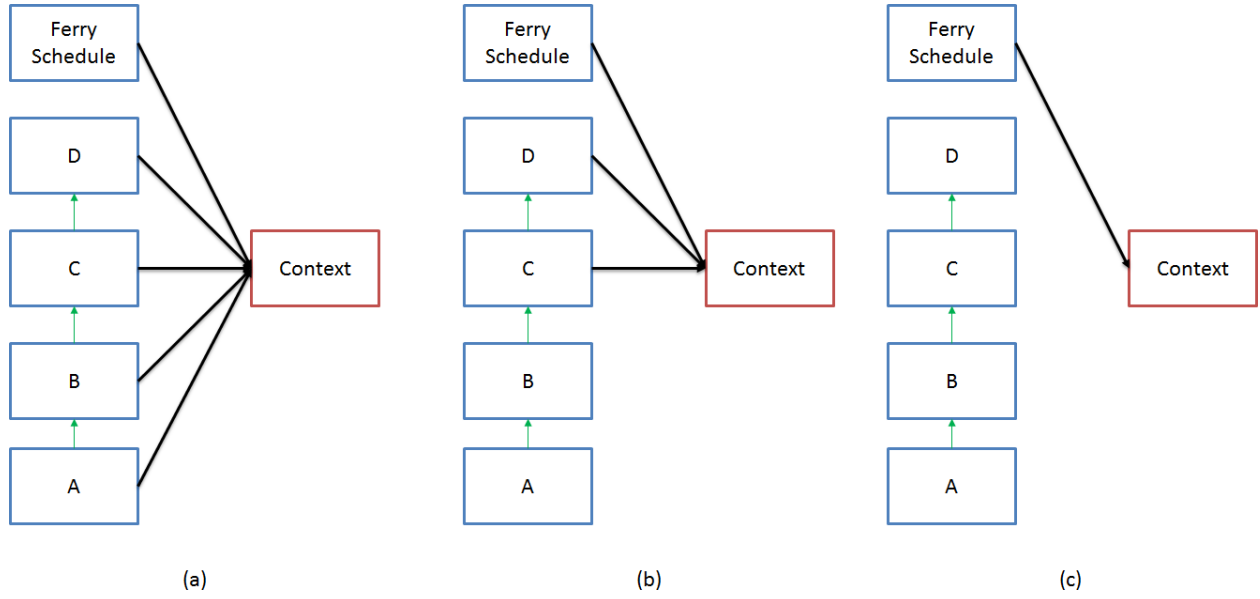 Ferry
Schedule
D
C
Context
B
A
(a)
Ferry
Schedule
D
C
Context
B
A
(b)
Ferry
Schedule
D
C
Context
B
A
(c)